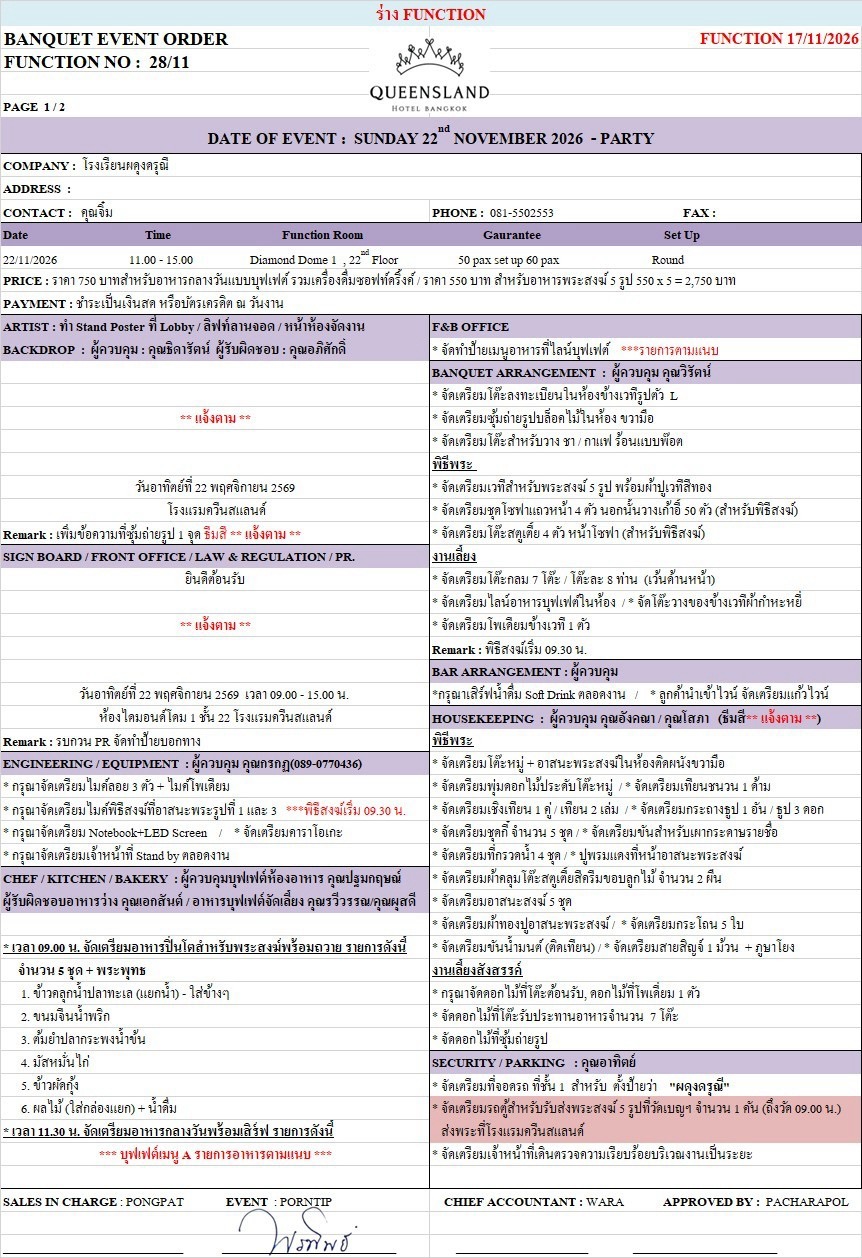 ร่าง FUNCTION
BANQUET EVENT ORDER
FUNCTION 17/11/2026
FUNCTION NO : 28/11
QUEENSLAND
HOTEL BANGKOK
PAGE 1 / 2
DATE OF EVENT : SUNDAY 22nd NOVEMBER 2026 - PARTY
COMPANY : โรงเรียนผดุงดรุณี
ADDRESS :
CONTACT : คุณจิ๋ม PHONE : 081-5502553 FAX :
Date Time Function Room Gaurantee Set Up
22/11/2026 11.00 - 15.00 Diamond Dome 1 , 22nd Floor 50 pax set up 60 pax Round
PRICE : ราคา 750 บาทสำหรับอาหารกลางวันแบบบุฟเฟ่ต์ รวมเครื่องดื่มซอฟท์ดริ้งค์ / ราคา 550 บาท สำหรับอาหารพระสงฆ์ 5 รูป 550 x 5 = 2,750 บาท
PAYMENT : ชำระเป็นเงินสด หรือบัตรเครดิต ณ วันงาน
ARTIST : ทำ Stand Poster ที่ Lobby / ลิฟท์ลานจอด / หน้าห้องจัดงาน
BACKDROP : ผู้ควบคุม : คุณธิดารัตน์ ผู้รับผิดชอบ : คุณอภิศักดิ์
** แจ้งตาม **
วันอาทิตย์ที่ 22 พฤศจิกายน 2569
โรงแรมควีนสแลนด์
Remark : เพิ่มข้อความที่ซุ้มถ่ายรูป 1 จุด ธีมสี ** แจ้งตาม **
SIGN BOARD / FRONT OFFICE / LAW & REGULATION / PR.
ยินดีต้อนรับ
** แจ้งตาม **
วันอาทิตย์ที่ 22 พฤศจิกายน 2569 เวลา 09.00 - 15.00 น.
ห้องไดมอนด์โดม 1 ชั้น 22 โรงแรมควีนสแลนด์
Remark : รบกวน PR จัดทำป้ายบอกทาง
ENGINEERING / EQUIPMENT : ผู้ควบคุม คุณกรกฏ(089-0770436)
* กรุณาจัดเตรียมไมค์ลอย 3 ตัว + ไมค์โพเดียม
* กรุณาจัดเตรียมไมค์พิธีสงฆ์ที่อาสนะพระรูปที่ 1 และ 3 ***พิธีสงฆ์เริ่ม 09.30 น.
* กรุณาจัดเตรียม Notebook+LED Screen / * จัดเตรียมคาราโอเกะ
* กรุณาจัดเตรียมเจ้าหน้าที่ Stand by ตลอดงาน
CHEF / KITCHEN / BAKERY : ผู้ควบคุมบุฟเฟ่ต์ห้องอาหาร คุณปฐมกฤษณ์
ผู้รับผิดชอบอาหารว่าง คุณเอกสันต์ / อาหารบุฟเฟ่ต์จัดเลี้ยง คุณรวีวรรณ/คุณผุสดี
* เวลา 09.00 น. จัดเตรียมอาหารปิ่นโตสำหรับพระสงฆ์พร้อมถวาย รายการดังนี้
จำนวน 5 ชุด + พระพุทธ
1. ข้าวคลุกน้ำปลาทะเล (แยกน้ำ) - ใส่ข้างๆ
2. ขนมจีนน้ำพริก
3. ต้มยำปลากระพงน้ำข้น
4. มัสหมั่นไก่
5. ข้าวผัดกุ้ง
6. ผลไม้ (ใส่กล่องแยก) + น้ำดื่ม
* เวลา 11.30 น. จัดเตรียมอาหารกลางวันพร้อมเสิร์ฟ รายการดังนี้
*** บุฟเฟ่ต์เมนู A รายการอาหารตามแนบ ***
F&B OFFICE
* จัดทำป้ายเมนูอาหารที่ไลน์บุฟเฟ่ต์ ***รายการตามแนบ
BANQUET ARRANGEMENT : ผู้ควบคุม คุณวิรัตน์
* จัดเตรียมโต๊ะลงทะเบียนในห้องข้างเวทีรูปตัว L
* จัดเตรียมซุ้มถ่ายรูปบล็อคไม้ในห้อง ขวามือ
* จัดเตรียมโต๊ะสำหรับวาง ชา / กาแฟ ร้อนแบบพ๊อต
พิธีพระ
* จัดเตรียมเวทีสำหรับพระสงฆ์ 5 รูป พร้อมผ้าปูเวทีสีทอง
* จัดเตรียมชุดโซฟาแถวหน้า 4 ตัว นอกนั้นวางเก้าอี้ 50 ตัว (สำหรับพิธีสงฆ์)
* จัดเตรียมโต๊ะสตูเตี้ย 4 ตัว หน้าโซฟา (สำหรับพิธีสงฆ์)
งานเลี้ยง
* จัดเตรียมโต๊ะกลม 7 โต๊ะ / โต๊ะละ 8 ท่าน (เว้นด้านหน้า)
* จัดเตรียมไลน์อาหารบุฟเฟ่ต์ในห้อง / * จัดโต๊ะวางของข้างเวทีผ้ากำหะหยี่
* จัดเตรียมโพเดียมข้างเวที 1 ตัว
Remark : พิธีสงฆ์เริ่ม 09.30 น.
BAR ARRANGEMENT : ผู้ควบคุม
*กรุณาเสิร์ฟน้ำดื่ม Soft Drink ตลอดงาน / * ลูกค้านำเข้าไวน์ จัดเตรียมแก้วไวน์
HOUSEKEEPING : ผู้ควบคุม คุณอังคณา / คุณโสภา (ธีมสี** แจ้งตาม **)
พิธีพระ
* จัดเตรียมโต๊ะหมู่ + อาสนะพระสงฆ์ในห้องติดผนังขวามือ
* จัดเตรียมพุ่มดอกไม้ประดับโต๊ะหมู่ / * จัดเตรียมเทียนชนวน 1 ด้าม
* จัดเตรียมเชิงเทียน 1 คู่ / เทียน 2 เล่ม / * จัดเตรียมกระถางธูป 1 อัน / ธูป 3 ดอก
* จัดเตรียมชุดกี๋ จำนวน 5 ชุด / * จัดเตรียมขันสำหรับเผากระดาษรายชื่อ
* จัดเตรียมที่กรวดน้ำ 4 ชุด / * ปูพรมแดงที่หน้าอาสนะพระสงฆ์
* จัดเตรียมผ้าคลุมโต๊ะสตูเตี้ยสีครีมขอบลูกไม้ จำนวน 2 ผืน
* จัดเตรียมอาสนะสงฆ์ 5 ชุด
* จัดเตรียมผ้าทองปูอาสนะพระสงฆ์ / * จัดเตรียมกระโถน 5 ใบ
* จัดเตรียมขันน้ำมนต์ (ติดเทียน) / * จัดเตรียมสายสิญจ์ 1 ม้วน + ภูษาโยง
งานเลี้ยงสังสรรค์
* กรุณาจัดดอกไม้ที่โต๊ะต้อนรับ, ดอกไม้ที่โพเดี่ยม 1 ตัว
* จัดดอกไม้ที่โต๊ะรับประทานอาหารจำนวน 7 โต๊ะ
* จัดดอกไม้ที่ซุ้มถ่ายรูป
SECURITY / PARKING : คุณอาทิตย์
* จัดเตรียมที่จอดรถ ที่ชั้น 1 สำหรับ ตั้งป้ายว่า "ผดุงดรุณี"
* จัดเตรียมรถตู้สำหรับรับส่งพระสงฆ์ 5 รูปที่วัดเบญฯ จำนวน 1 คัน (ถึงวัด 09.00 น.)
ส่งพระที่โรงแรมควีนสแลนด์
* จัดเตรียมเจ้าหน้าที่เดินตรวจความเรียบร้อยบริเวณงานเป็นระยะ
SALES IN CHARGE : PONGPAT EVENT : PORNTIP CHIEF ACCOUNTANT : WARA APPROVED BY : PACHARAPOL
พรทิพย์